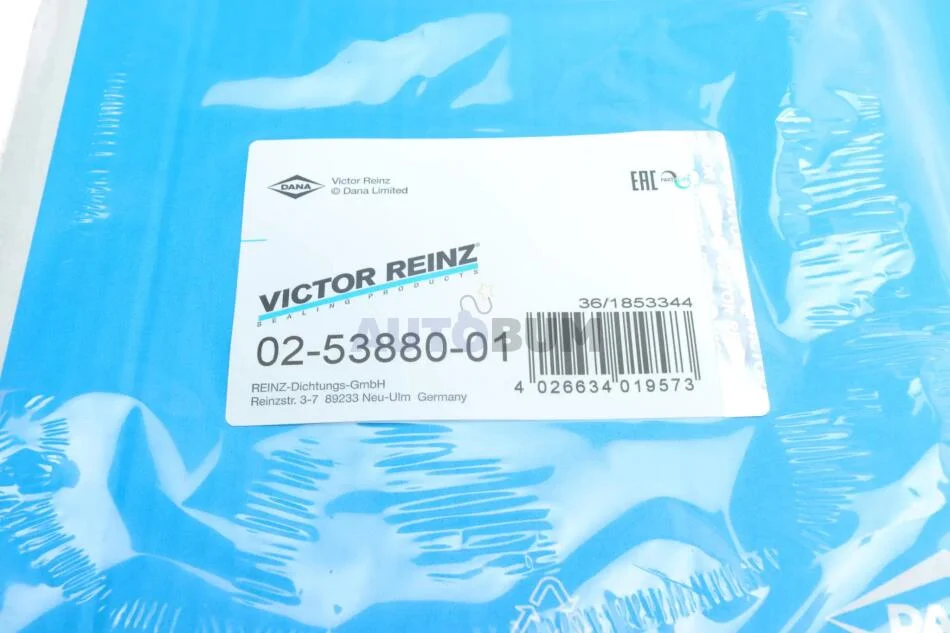 DANA
Victor Reinz
© Dana Limited
EAC
VICTOR REINZ®
SEALING PRODUCTS
36/1853344
AUTOBUM
02-53880-01
4 026634 019573
REINZ-Dichtungs-GmbH
Reinzstr. 3-7 89233 Neu-Ulm Germany